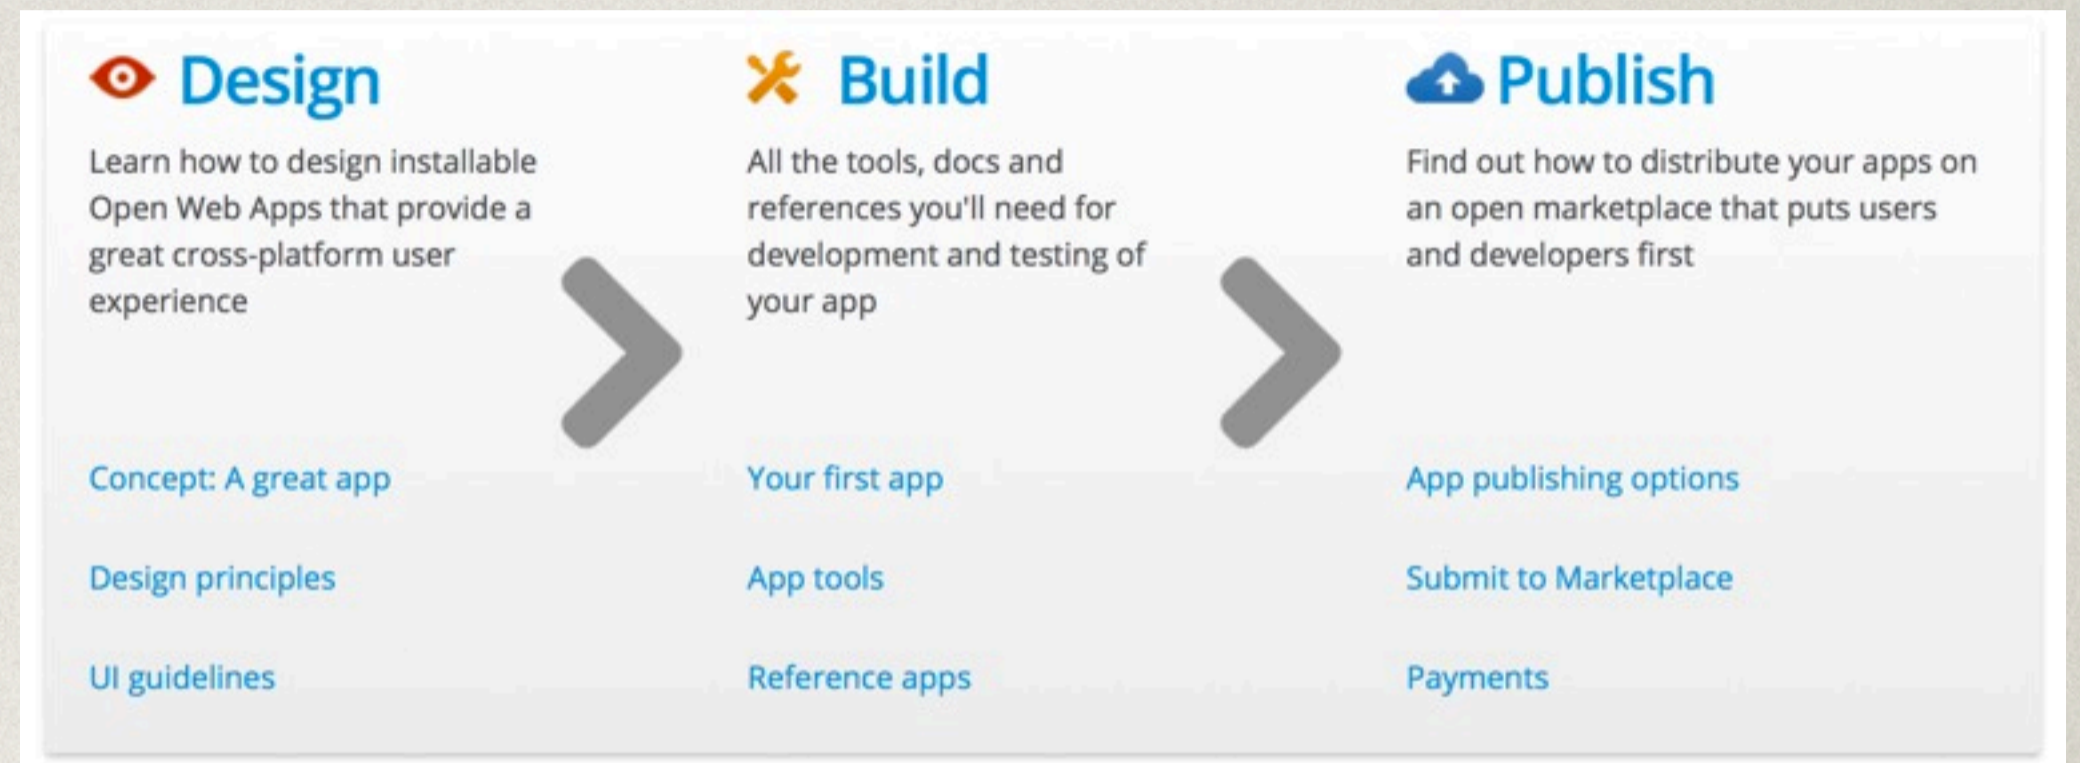 Design
Learn how to design installable
Open Web Apps that provide a
great cross-platform user
experience
Concept: A great app
Design principles
UI guidelines
Build
All the tools, docs and
references you'll need for
development and testing of
your app
Your first app
App tools
Reference apps
Publish
Find out how to distribute your apps on
an open marketplace that puts users
and developers first
App publishing options
Submit to Marketplace
Payments